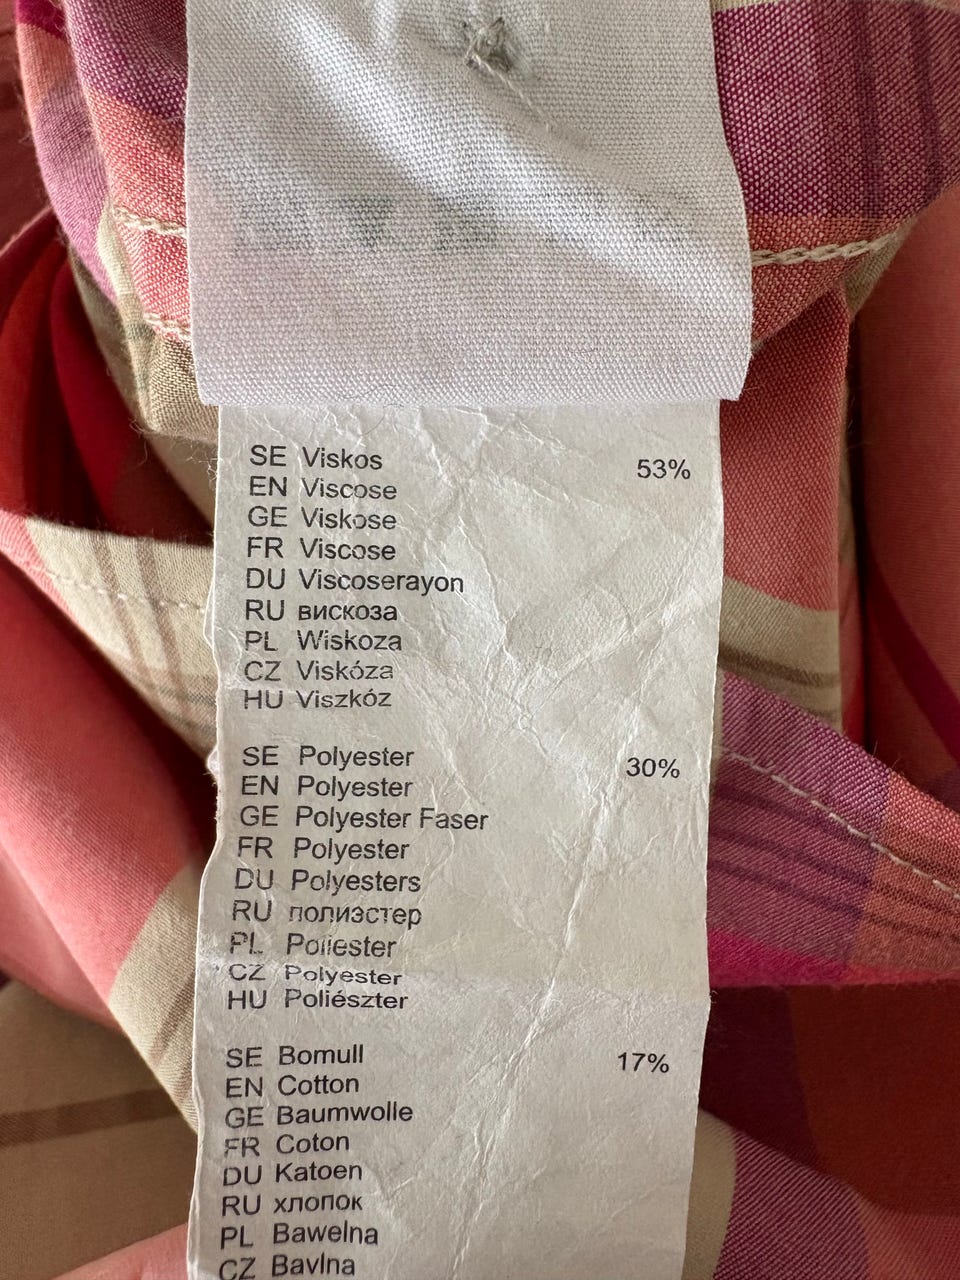 SE Viskos 53%
EN Viscose
GE Viskose
FR Viscose
DU Viscoserayon
RU вискоза
PL Wiskoza
CZ Viskóza
HU Viszkóz
SE Polyester 30%
EN Polyester
GE Polyester Faser
FR Polyester
DU Polyesters
RU полиэстер
PL Poliester
CZ Polyester
HU Poliészter
SE Bomull 17%
EN Cotton
GE Baumwolle
FR Coton
DU Katoen
RU хлопок
PL Bawelna
CZ Bavlna